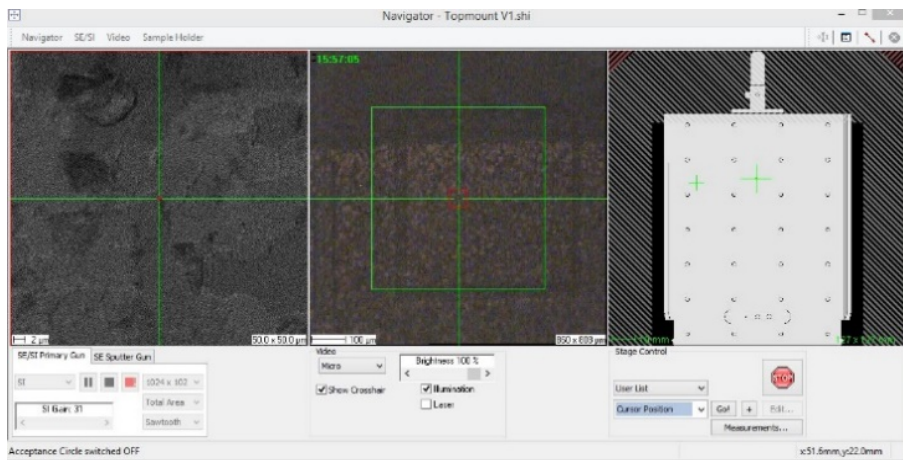 Navigator - Topmount V1.shi
Navigator SE/SI Video Sample Holder
15:57:05
2 µm
50.0 x 50.0 µm
100 µm
SE/SI Primary Gun SE Sputter Gun
SI
1024 x 102
Total Area
SI Gain: 31
Sawtooth
Video
Micro
Brightness 100 %
Show Crosshair
Illumination
Laser
Stage Control
STOP
User List
Cursor Position Go! + Edit...
Measurements...
Acceptance Circle switched OFF
x:51.6mm,y:22.0mm